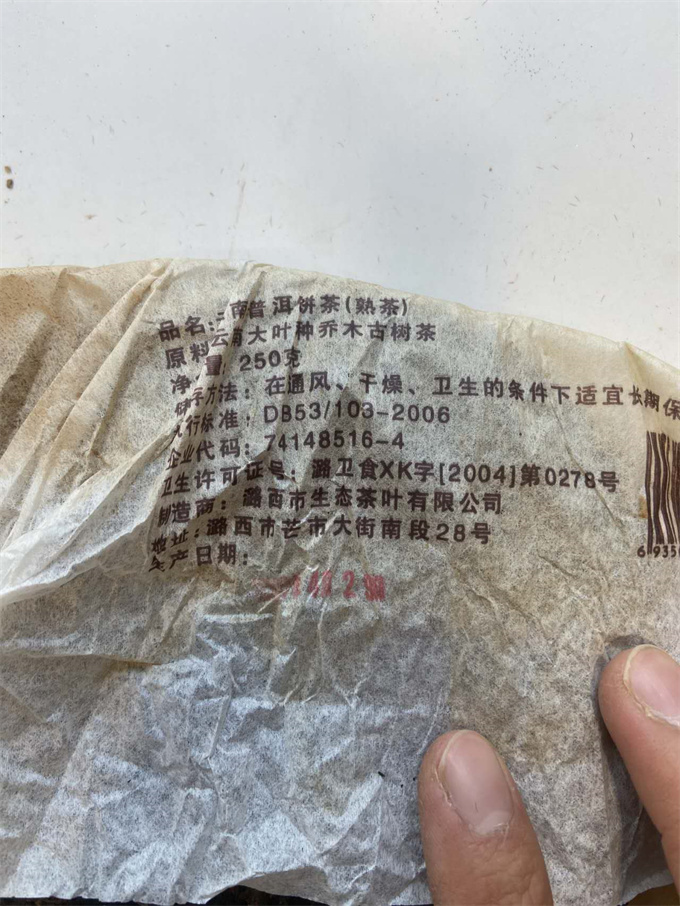 品名:云南普洱饼茶(熟茶)
原料:云南大叶种乔木古树茶
净 量:250克
方法:在通风、干燥、卫生的条件下适宜长期保
执行标准:DB53/103-2006
企业代码:74148516-4
卫生许可证号:潞卫食XK字[2004]第0278号
制造商:潞西市生态茶叶有限公司
地址:潞西市芒市大街南段28号
生产日期:
6 935